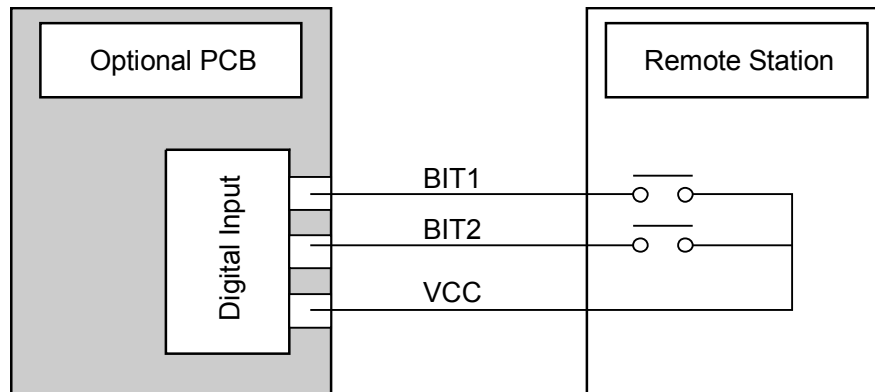 Optional PCB
Remote Station
Digital Input
BIT1
BIT2
VCC